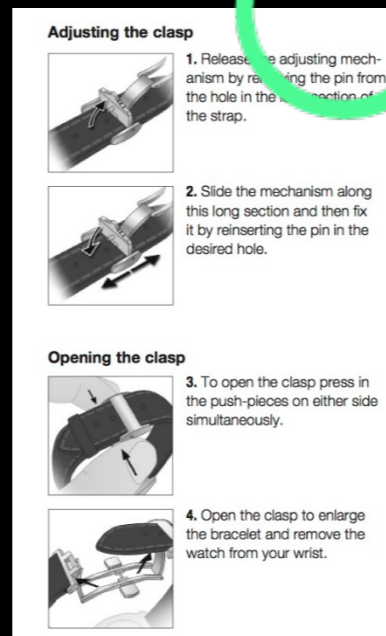 Adjusting the clasp
1. Release adjusting mech-
anism by the pin from
the hole in the section of
the strap.
2. Slide the mechanism along
this long section and then fix
it by reinserting the pin in the
desired hole.
Opening the clasp
3. To open the clasp press in
the push-pieces on either side
simultaneously.
4. Open the clasp to enlarge
the bracelet and remove the
watch from your wrist.